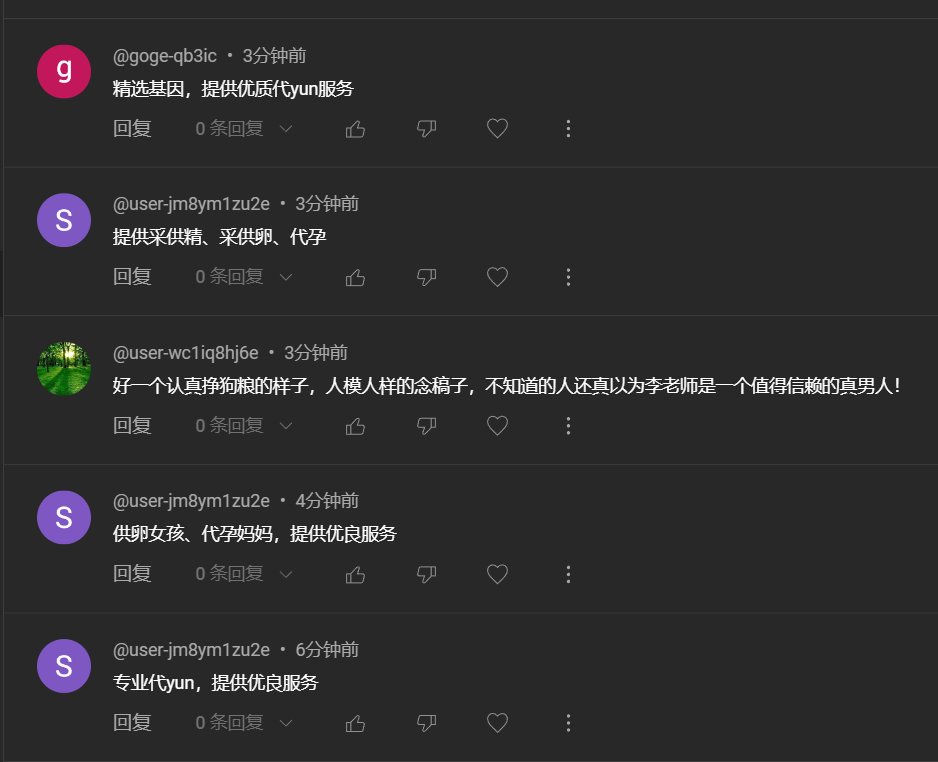 g
@goge-qb3ic • 3分钟前
精选基因，提供优质代yun服务
回复 0 条回复
S
@user-jm8ym1zu2e • 3分钟前
提供采供精、采供卵、代孕
回复 0 条回复
@user-wc1iq8hj6e • 3分钟前
好一个认真挣狗粮的样子，人模人样的念稿子，不知道的人还真以为李老师是一个值得信赖的真男人！
回复 0 条回复
S
@user-jm8ym1zu2e • 4分钟前
供卵女孩、代孕妈妈，提供优良服务
回复 0 条回复
S
@user-jm8ym1zu2e • 6分钟前
专业代yun，提供优良服务
回复 0 条回复